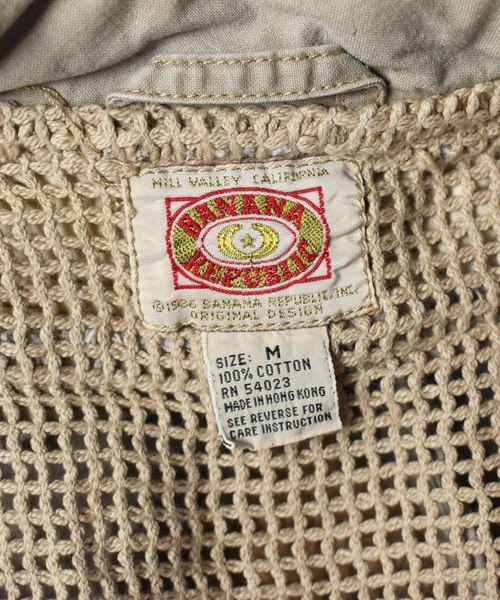 MILL VALLEY CALIFORNIA
BANANA
REPUBLIC
©1986 BANANA REPUBLIC, INC.
ORIGINAL DESIGN
SIZE: M
100% COTTON
RN 54023
MADE IN HONG KONG
SEE REVERSE FOR
CARE INSTRUCTION